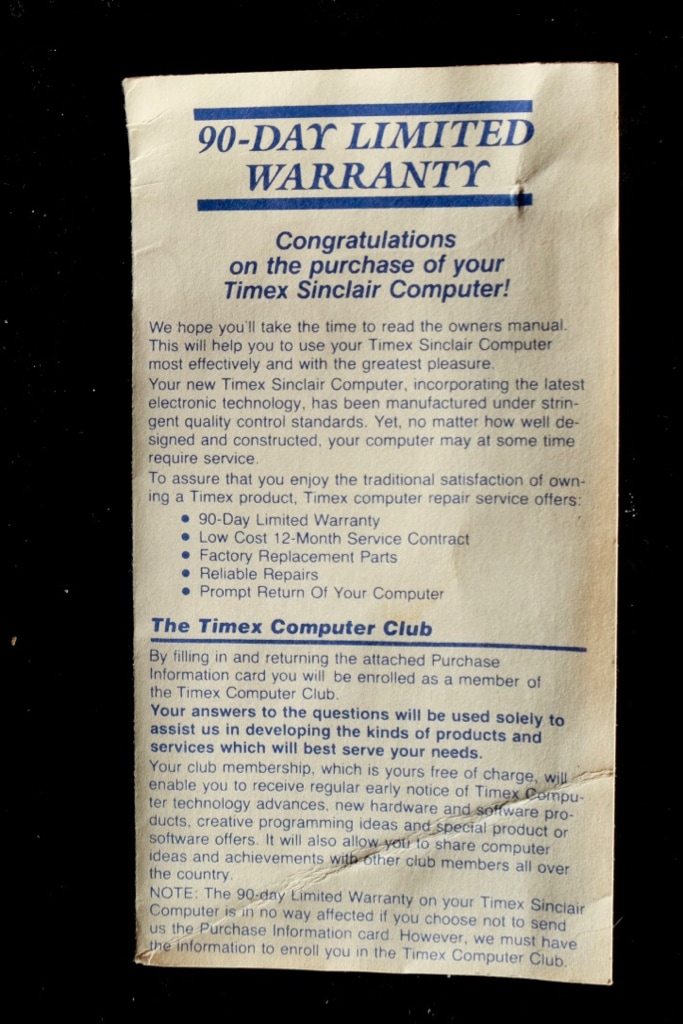 90-DAY LIMITED
WARRANTY
Congratulations
on the purchase of your
Timex Sinclair Computer!
We hope you'll take the time to read the owners manual.
This will help you to use your Timex Sinclair Computer
most effectively and with the greatest pleasure.
Your new Timex Sinclair Computer, incorporating the latest
electronic technology, has been manufactured under strin-
gent quality control standards. Yet, no matter how well de-
signed and constructed, your computer may at some time
require service.
To assure that you enjoy the traditional satisfaction of own-
ing a Timex product, Timex computer repair service offers:
● 90-Day Limited Warranty
● Low Cost 12-Month Service Contract
● Factory Replacement Parts
● Reliable Repairs
● Prompt Return Of Your Computer
The Timex Computer Club
By filling in and returning the attached Purchase
Information card you will be enrolled as a member of
the Timex Computer Club.
Your answers to the questions will be used solely to
assist us in developing the kinds of products and
services which will best serve your needs.
Your club membership, which is yours free of charge, will
enable you to receive regular early notice of Timex Compu-
ter technology advances, new hardware and software pro-
ducts, creative programming ideas and special product or
software offers. It will also allow you to share computer
ideas and achievements with other club members all over
the country.
NOTE: The 90-day Limited Warranty on your Timex Sinclair
Computer is in no way affected if you choose not to send
us the Purchase Information card. However, we must have
the information to enroll you in the Timex Computer Club.